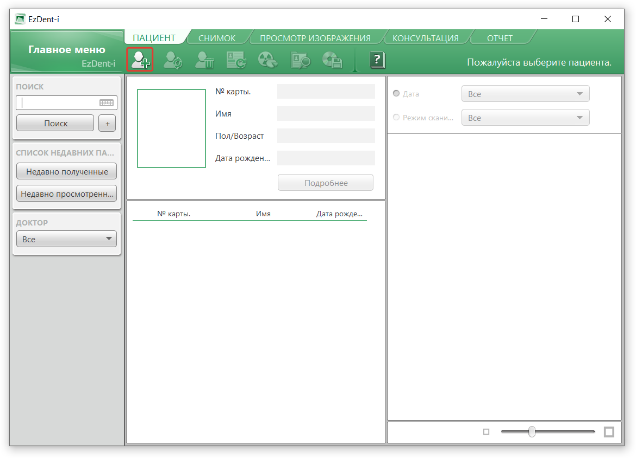 EzDent-i
Главное меню
EzDent-i
ПАЦИЕНТ
СНИМОК
ПРОСМОТР ИЗОБРАЖЕНИЯ
КОНСУЛЬТАЦИЯ
ОТЧЕТ
?
Пожалуйста выберите пациента.
ПОИСК
Поиск
+
СПИСОК НЕДАВНИХ ПА...
Недавно полученные
Недавно просмотренн...
ДОКТОР
Все
№ карты.
Имя
Пол/Возраст
Дата рожден...
Подробнее
№ карты. Имя Дата рожде...
Дата Все
Режим скани... Все